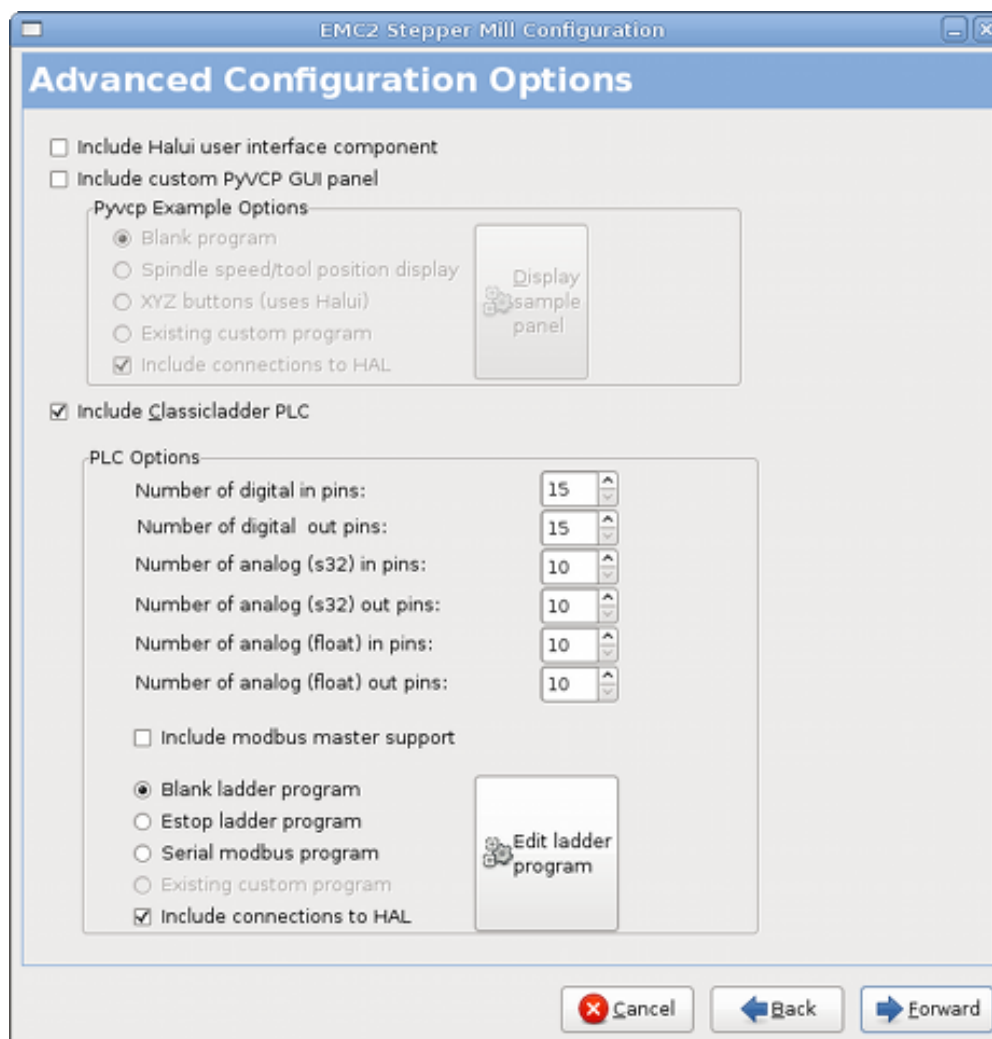 EMC2 Stepper Mill Configuration
Advanced Configuration Options
Include Halui user interface component
Include custom PyVCP GUI panel
Pyvcp Example Options
Blank program
Spindle speed/tool position display
XYZ buttons (uses Halui)
Existing custom program
Include connections to HAL
Display
sample
panel
Include Classicladder PLC
PLC Options
Number of digital in pins: 15
Number of digital out pins: 15
Number of analog (s32) in pins: 10
Number of analog (s32) out pins: 10
Number of analog (float) in pins: 10
Number of analog (float) out pins: 10
Include modbus master support
Blank ladder program
Estop ladder program
Serial modbus program
Existing custom program
Include connections to HAL
Edit ladder
program
Cancel Back Forward